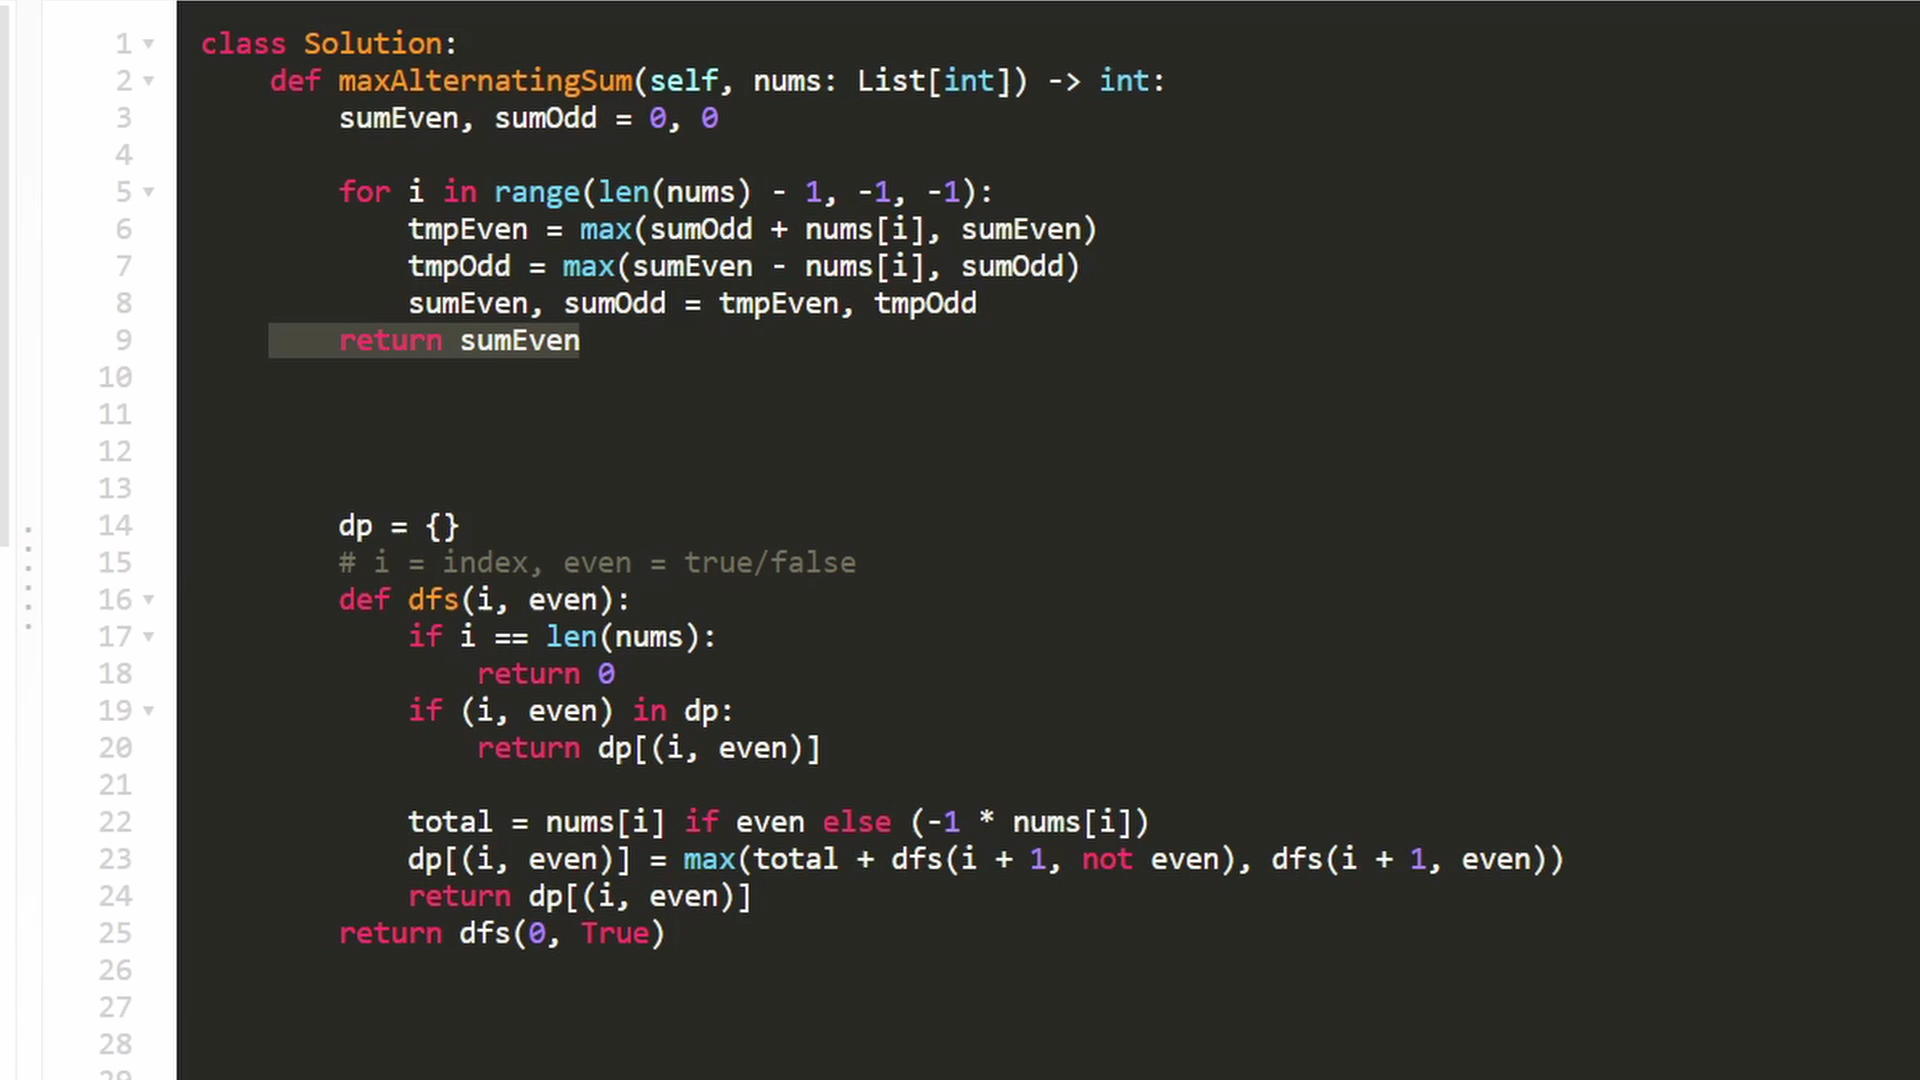 1 class Solution:
2 def maxAlternatingSum(self, nums: List[int]) -> int:
3 sumEven, sumOdd = 0, 0
4
5 for i in range(len(nums) - 1, -1, -1):
6 tmpEven = max(sumOdd + nums[i], sumEven)
7 tmpOdd = max(sumEven - nums[i], sumOdd)
8 sumEven, sumOdd = tmpEven, tmpOdd
9 return sumEven
10
11
12
13
14 dp = {}
15 # i = index, even = true/false
16 def dfs(i, even):
17 if i == len(nums):
18 return 0
19 if (i, even) in dp:
20 return dp[(i, even)]
21
22 total = nums[i] if even else (-1 * nums[i])
23 dp[(i, even)] = max(total + dfs(i + 1, not even), dfs(i + 1, even))
24 return dp[(i, even)]
25 return dfs(0, True)
26
27
28
29